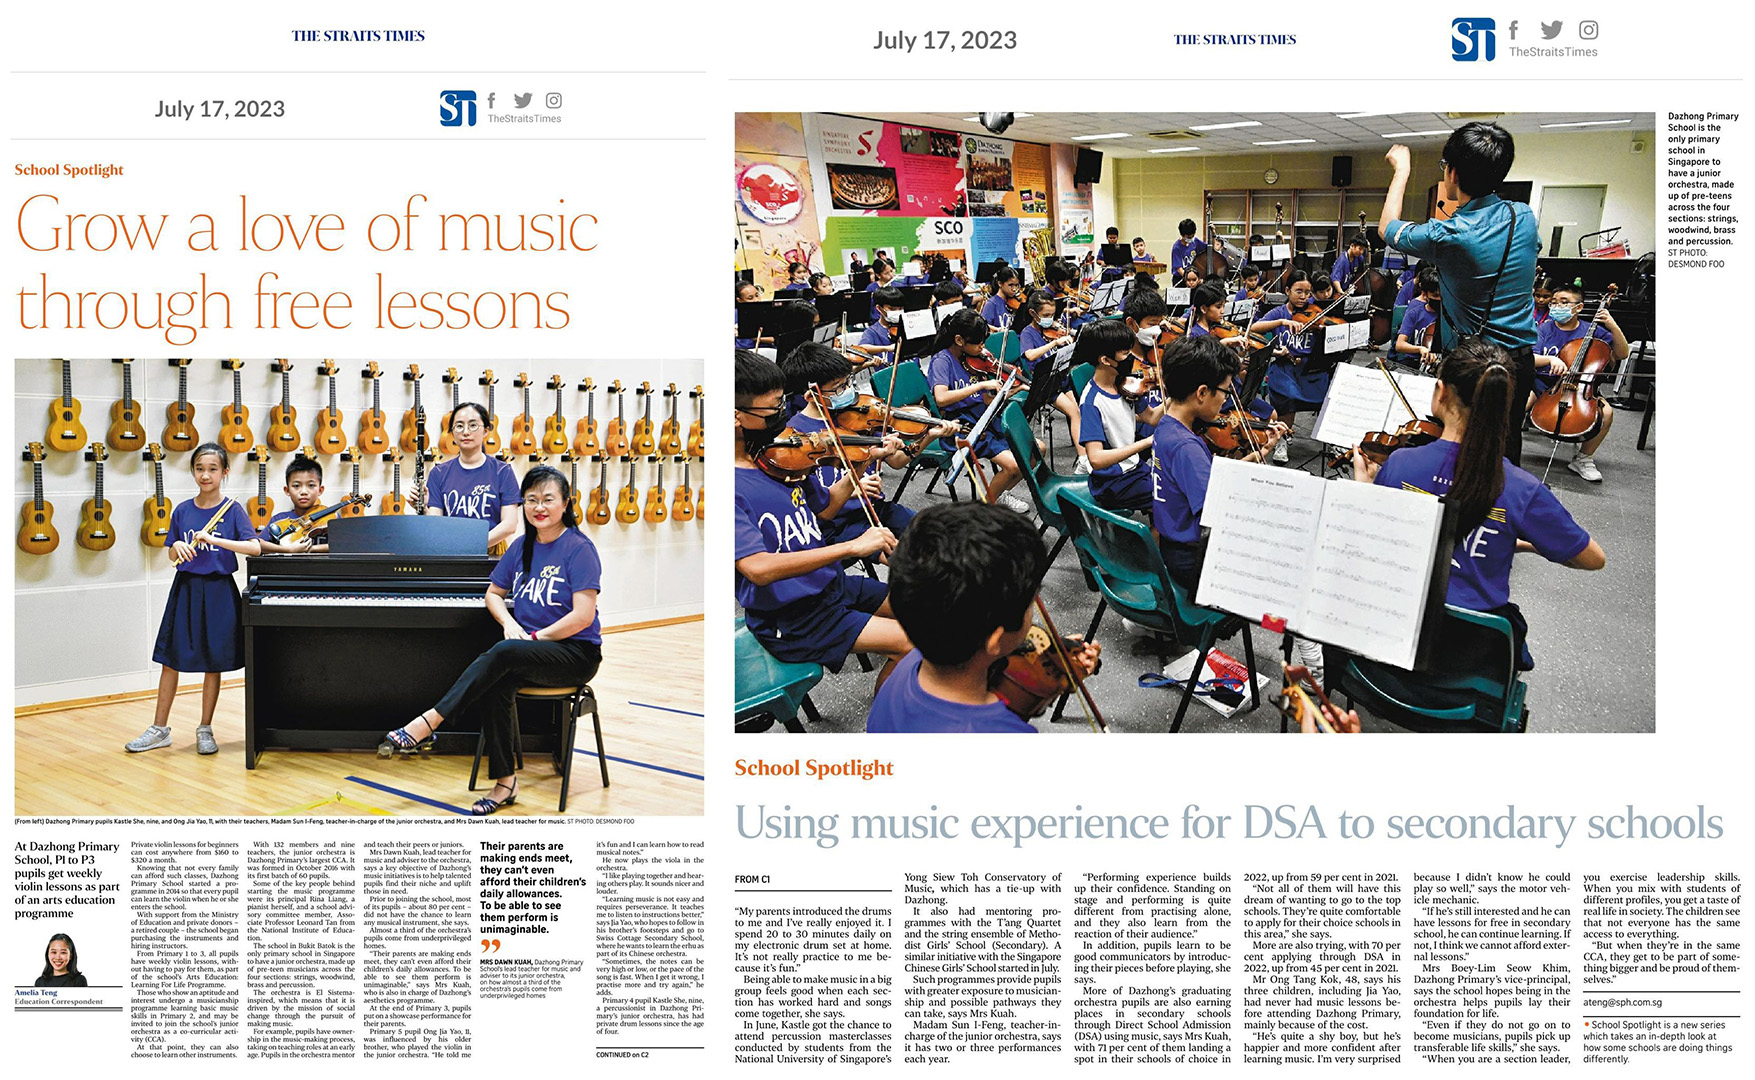 THE STRAITS TIMES
July 17, 2023
ST
TheStraitsTimes
School Spotlight
Grow a love of music
through free lessons
YAMAHA
85th
DARE
85th
DARE
(From left) Dazhong Primary pupils Kastle She, nine, and Ong Jia Yao, 11, with their teachers, Madam Sun I-Feng, teacher-in-charge of the junior orchestra, and Mrs Dawn Kuah, lead teacher for music. ST PHOTO: DESMOND FOO
At Dazhong Primary
School, P1 to P3
pupils get weekly
violin lessons as part
of an arts education
programme
Amelia Teng
Education Correspondent
Private violin lessons for beginners
can cost anywhere from $160 to
$320 a month.
Knowing that not every family
can afford such classes, Dazhong
Primary School started a pro-
gramme in 2014 so that every pupil
can learn the violin when he or she
enters the school.
With support from the Ministry
of Education and private donors –
a retired couple – the school began
purchasing the instruments and
hiring instructors.
From Primary 1 to 3, all pupils
have weekly violin lessons, with-
out having to pay for them, as part
of the school's Arts Education:
Learning For Life Programme.
Those who show an aptitude and
interest undergo a musicianship
programme learning basic music
skills in Primary 2, and may be
invited to join the school's junior
orchestra as a co-curricular acti-
vity (CCA).
At that point, they can also
choose to learn other instruments.
With 132 members and nine
teachers, the junior orchestra is
Dazhong Primary's largest CCA. It
was formed in October 2016 with
its first batch of 60 pupils.
Some of the key people behind
starting the music programme
were its principal Rina Liang, a
pianist herself, and a school advi-
sory committee member, Asso-
ciate Professor Leonard Tan from
the National Institute of Educa-
tion.
The school in Bukit Batok is the
only primary school in Singapore
to have a junior orchestra, made up
of pre-teen musicians across the
four sections: strings, woodwind,
brass and percussion.
The orchestra is El Sistema-
inspired, which means that it is
driven by the mission of social
change through the pursuit of
making music.
For example, pupils have owner-
ship in the music-making process,
taking on teaching roles at an early
age. Pupils in the orchestra mentor
and teach their peers or juniors.
Mrs Dawn Kuah, lead teacher for
music and adviser to the orchestra,
says a key objective of Dazhong's
music initiatives is to help talented
pupils find their niche and uplift
those in need.
Prior to joining the school, most
of its pupils – about 80 per cent –
did not have the chance to learn
any musical instrument, she says.
Almost a third of the orchestra's
pupils come from underprivileged
homes.
"Their parents are making ends
meet, they can't even afford their
children's daily allowances. To be
able to see them perform is
unimaginable," says Mrs Kuah,
who is also in charge of Dazhong's
aesthetics programme.
At the end of Primary 3, pupils
put on a showcase performance for
their parents.
Primary 5 pupil Ong Jia Yao, 11,
was influenced by his older
brother, who played the violin in
the junior orchestra. "He told me
Their parents are
making ends meet,
they can't even
afford their children's
daily allowances.
To be able to see
them perform is
unimaginable.
”
MRS DAWN KUAH, Dazhong Primary
School's lead teacher for music and
adviser to its junior orchestra,
on how almost a third of the
orchestra's pupils come from
underprivileged homes
it's fun and I can learn how to read
musical notes."
He now plays the viola in the
orchestra.
"I like playing together and hear-
ing others play. It sounds nicer and
louder.
"Learning music is not easy and
requires perseverance. It teaches
me to listen to instructions better,"
says Jia Yao, who hopes to follow in
his brother's footsteps and go to
Swiss Cottage Secondary School,
where he wants to learn the erhu as
part of its Chinese orchestra.
"Sometimes, the notes can be
very high or low, or the pace of the
song is fast. When I get it wrong, I
practise more and try again," he
adds.
Primary 4 pupil Kastle She, nine,
a percussionist in Dazhong Pri-
mary's junior orchestra, has had
private drum lessons since the age
of four.
CONTINUED on C2
July 17, 2023
THE STRAITS TIMES
ST
TheStraitsTimes
SINGAPORE
SYMPHONY
ORCHESTRA
DAZHONG
SCO
When You Believe
DARE
Dazhong Primary
School is the
only primary
school in
Singapore to
have a junior
orchestra, made
up of pre-teens
across the four
sections: strings,
woodwind, brass
and percussion.
ST PHOTO:
DESMOND FOO
School Spotlight
Using music experience for DSA to secondary schools
FROM C1
"My parents introduced the drums
to me and I've really enjoyed it. I
spend 20 to 30 minutes daily on
my electronic drum set at home.
It's not really practice to me be-
cause it's fun."
Being able to make music in a big
group feels good when each sec-
tion has worked hard and songs
come together, she says.
In June, Kastle got the chance to
attend percussion masterclasses
conducted by students from the
National University of Singapore's
Yong Siew Toh Conservatory of
Music, which has a tie-up with
Dazhong.
It also had mentoring pro-
grammes with the T'ang Quartet
and the string ensemble of Metho-
dist Girls' School (Secondary). A
similar initiative with the Singapore
Chinese Girls' School started in July.
Such programmes provide pupils
with greater exposure to musician-
ship and possible pathways they
can take, says Mrs Kuah.
Madam Sun I-Feng, teacher-in-
charge of the junior orchestra, says
it has two or three performances
each year.
"Performing experience builds
up their confidence. Standing on
stage and performing is quite
different from practising alone,
and they also learn from the
reaction of their audience."
In addition, pupils learn to be
good communicators by introduc-
ing their pieces before playing, she
says.
More of Dazhong's graduating
orchestra pupils are also earning
places in secondary schools
through Direct School Admission
(DSA) using music, says Mrs Kuah,
with 71 per cent of them landing a
spot in their schools of choice in
2022, up from 59 per cent in 2021.
"Not all of them will have this
dream of wanting to go to the top
schools. They're quite comfortable
to apply for their choice schools in
this area," she says.
More are also trying, with 70 per
cent applying through DSA in
2022, up from 45 per cent in 2021.
Mr Ong Tang Kok, 48, says his
three children, including Jia Yao,
had never had music lessons be-
fore attending Dazhong Primary,
mainly because of the cost.
"He's quite a shy boy, but he's
happier and more confident after
learning music. I'm very surprised
because I didn't know he could
play so well," says the motor veh-
icle mechanic.
"If he's still interested and he can
have lessons for free in secondary
school, he can continue learning. If
not, I think we cannot afford exter-
nal lessons."
Mrs Boey-Lim Seow Khim,
Dazhong Primary's vice-principal,
says the school hopes being in the
orchestra helps pupils lay their
foundation for life.
"Even if they do not go on to
become musicians, pupils pick up
transferable life skills," she says.
"When you are a section leader,
you exercise leadership skills.
When you mix with students of
different profiles, you get a taste of
real life in society. The children see
that not everyone has the same
access to everything.
"But when they're in the same
CCA, they get to be part of some-
thing bigger and be proud of them-
selves."
ateng@sph.com.sg
• School Spotlight is a new series
which takes an in-depth look at
how some schools are doing things
differently.